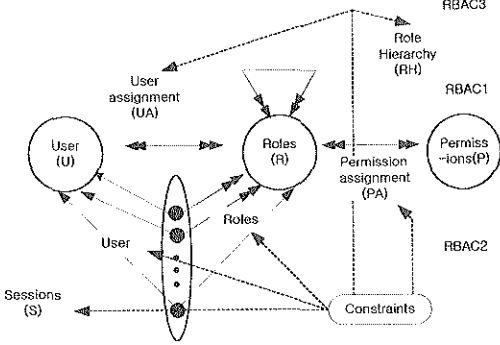 RBAC3
Role
Hierarchy
(RH)
User
assignment
(UA)
RBAC1
User
(U)
Roles
(R)
Permiss
-ions(P)
Permission
assignment
(PA)
Roles
User
RBAC2
Sessions
(S)
Constraints